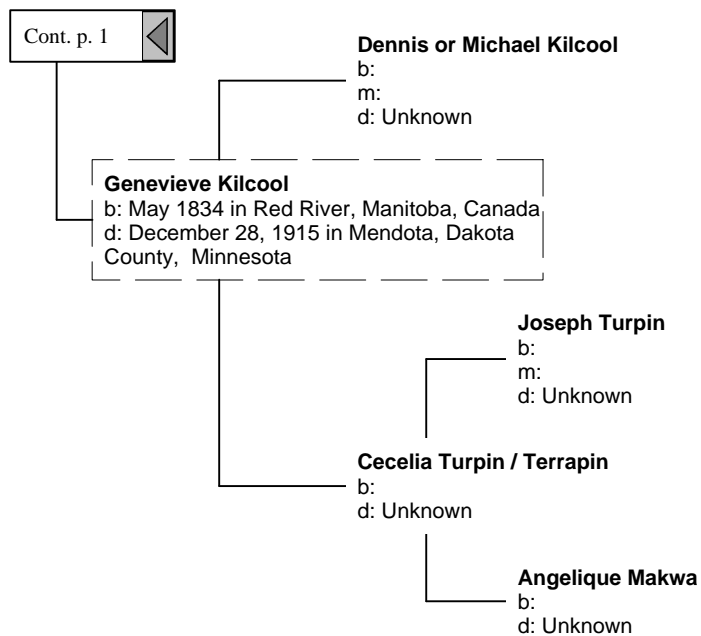 Cont. p. 1
Dennis or Michael Kilcool
b:
m:
d: Unknown
Genevieve Kilcool
b: May 1834 in Red River, Manitoba, Canada
d: December 28, 1915 in Mendota, Dakota
County, Minnesota
Joseph Turpin
b:
m:
d: Unknown
Cecelia Turpin / Terrapin
b:
d: Unknown
Angelique Makwa
b:
d: Unknown